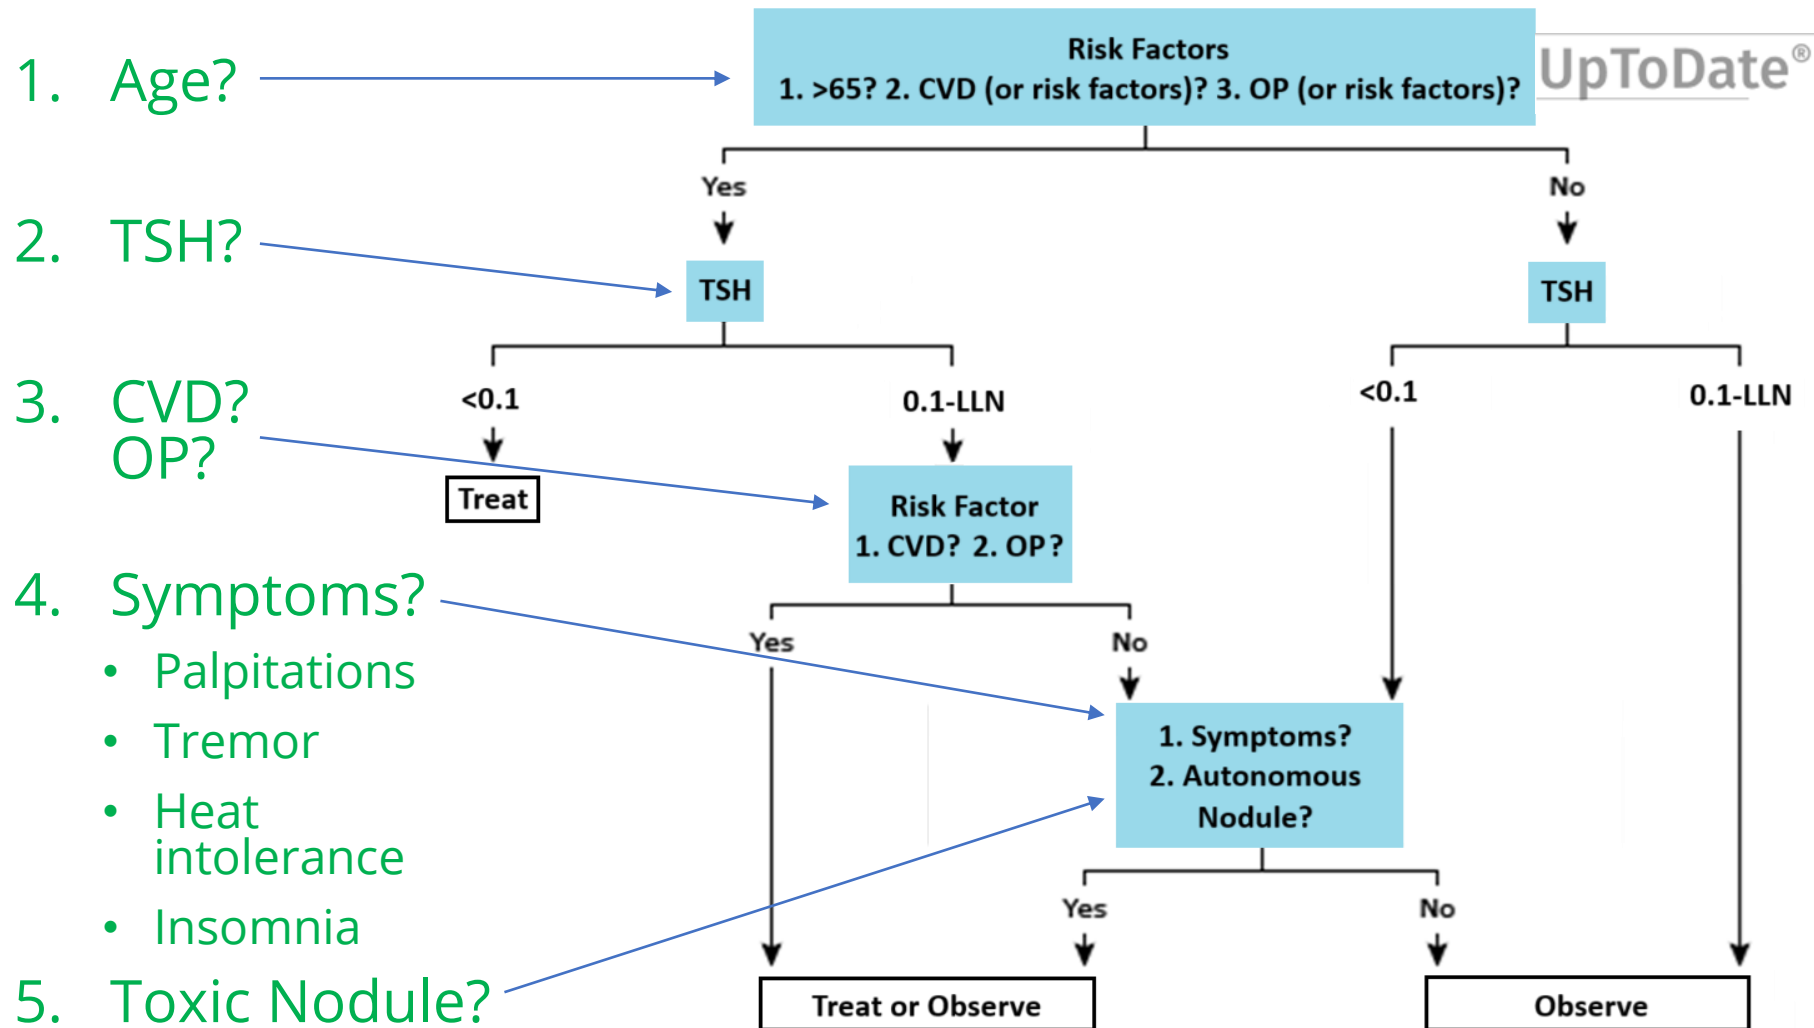 1. Age?
2. TSH?
3. CVD?
OP?
4. Symptoms?
• Palpitations
• Tremor
• Heat
intolerance
• Insomnia
5. Toxic Nodule?
Risk Factors
1. >65? 2. CVD (or risk factors)? 3. OP (or risk factors)?
UpToDate®
Yes
No
TSH
TSH
<0.1
0.1-LLN
<0.1
0.1-LLN
Treat
Risk Factor
1. CVD? 2. OP?
Yes
No
1. Symptoms?
2. Autonomous
Nodule?
Yes
No
Treat or Observe
Observe